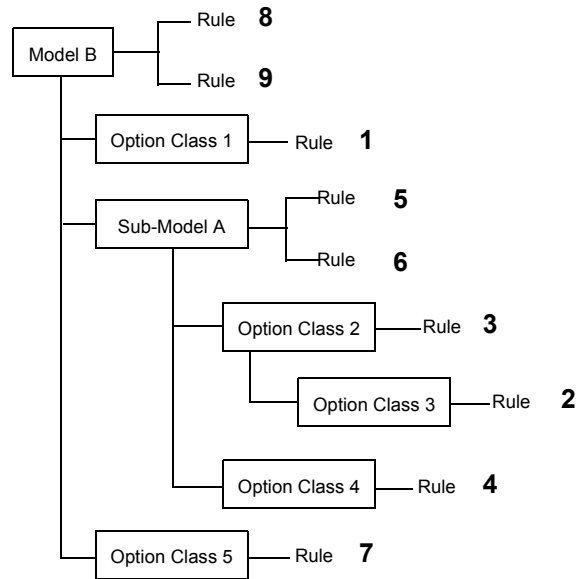 Rule 8
Model B
Rule 9
Option Class 1 Rule 1
Rule 5
Sub-Model A
Rule 6
Option Class 2 Rule 3
Option Class 3 Rule 2
Option Class 4 Rule 4
Option Class 5 Rule 7